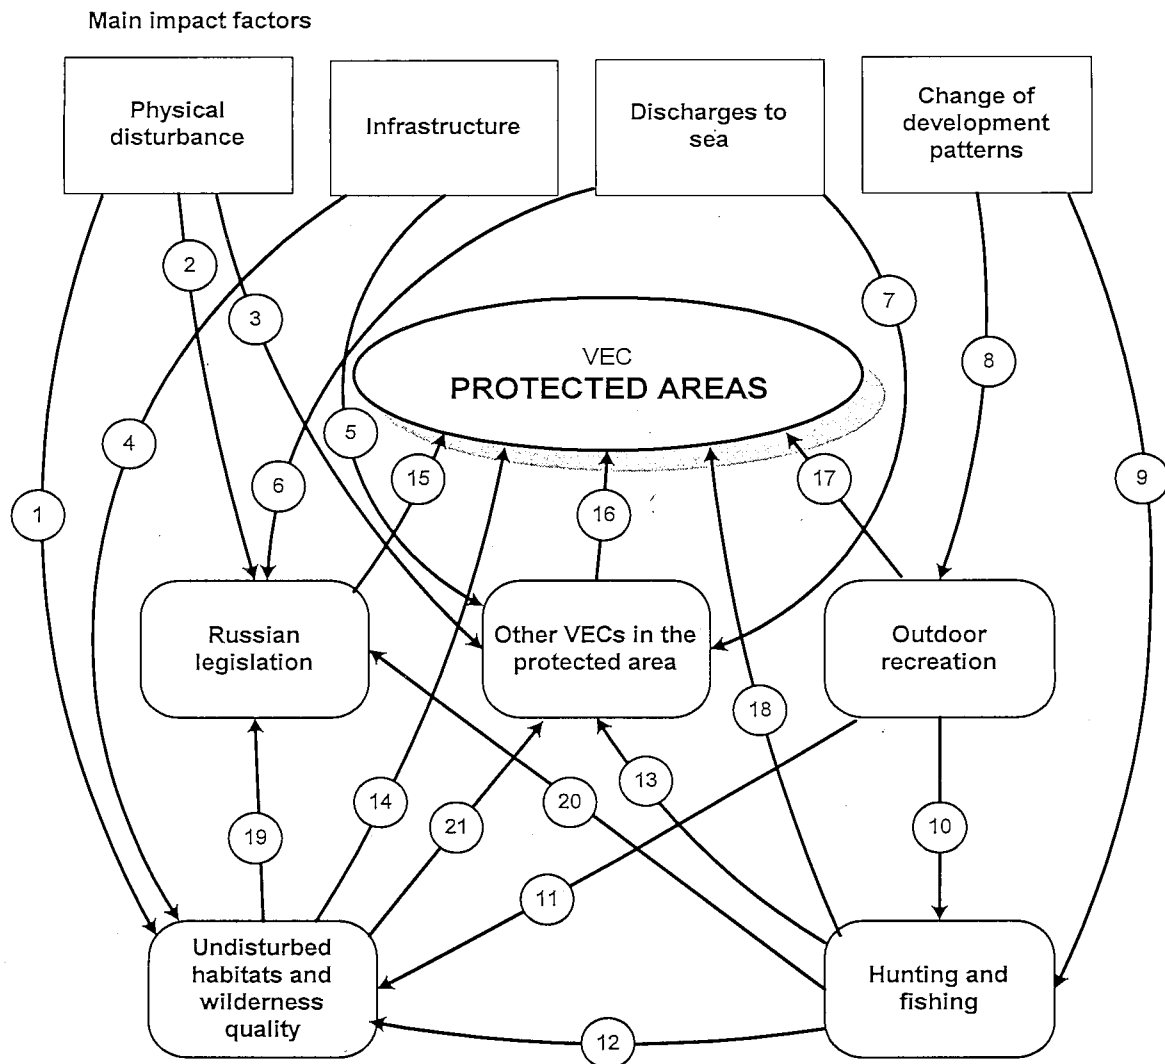 Main impact factors
Physical
disturbance
Infrastructure
Discharges to
sea
Change of
development
patterns
2
3
7
VEC
PROTECTED AREAS
8
4
5
6
15
17
9
1
16
Russian
legislation
Other VECs in the
protected area
Outdoor
recreation
18
13
14
20
19
21
10
11
Undisturbed
habitats and
wilderness
quality
Hunting and
fishing
12